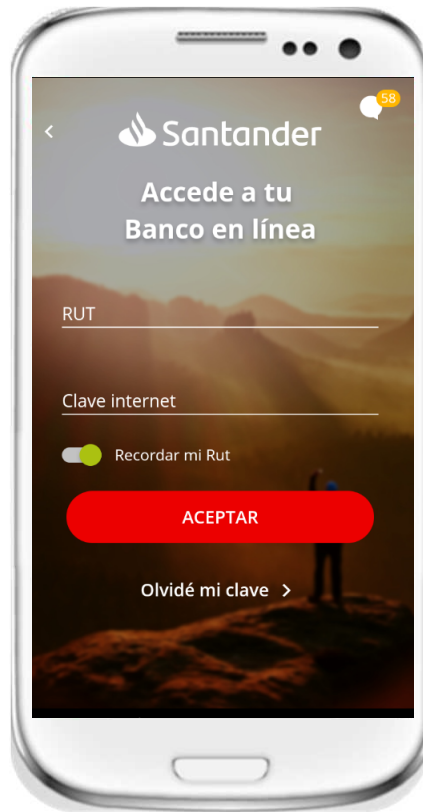 58
Santander
Accede a tu
Banco en línea
RUT
Clave internet
Recordar mi Rut
ACEPTAR
Olvidé mi clave >